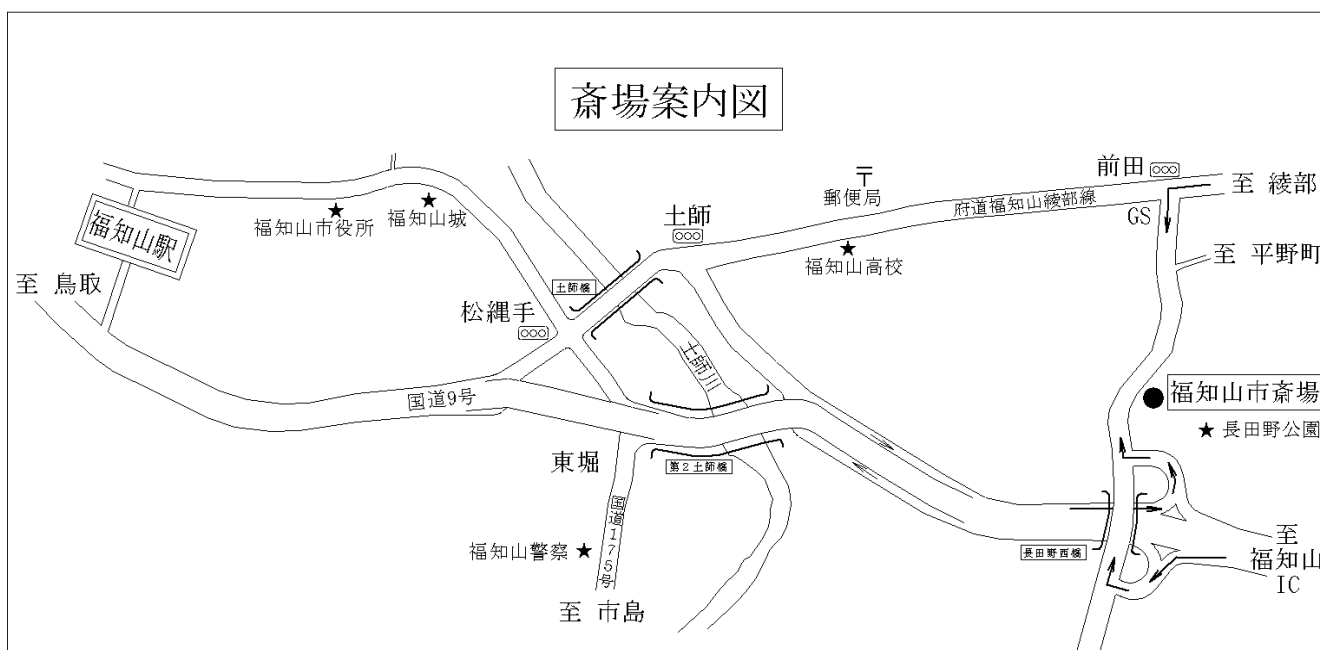 斎場案内図
前田
至 綾部
〒
郵便局
府道福知山綾部線
GS
土師
福知山城
福知山市役所
福知山駅
福知山高校
至 平野町
至 鳥取
土師橋
松縄手
土師川
国道9号
福知山市斎場
長田野公園
東堀
第2土師橋
国道175号
福知山警察
長田野西橋
至
福知山
IC
至 市島